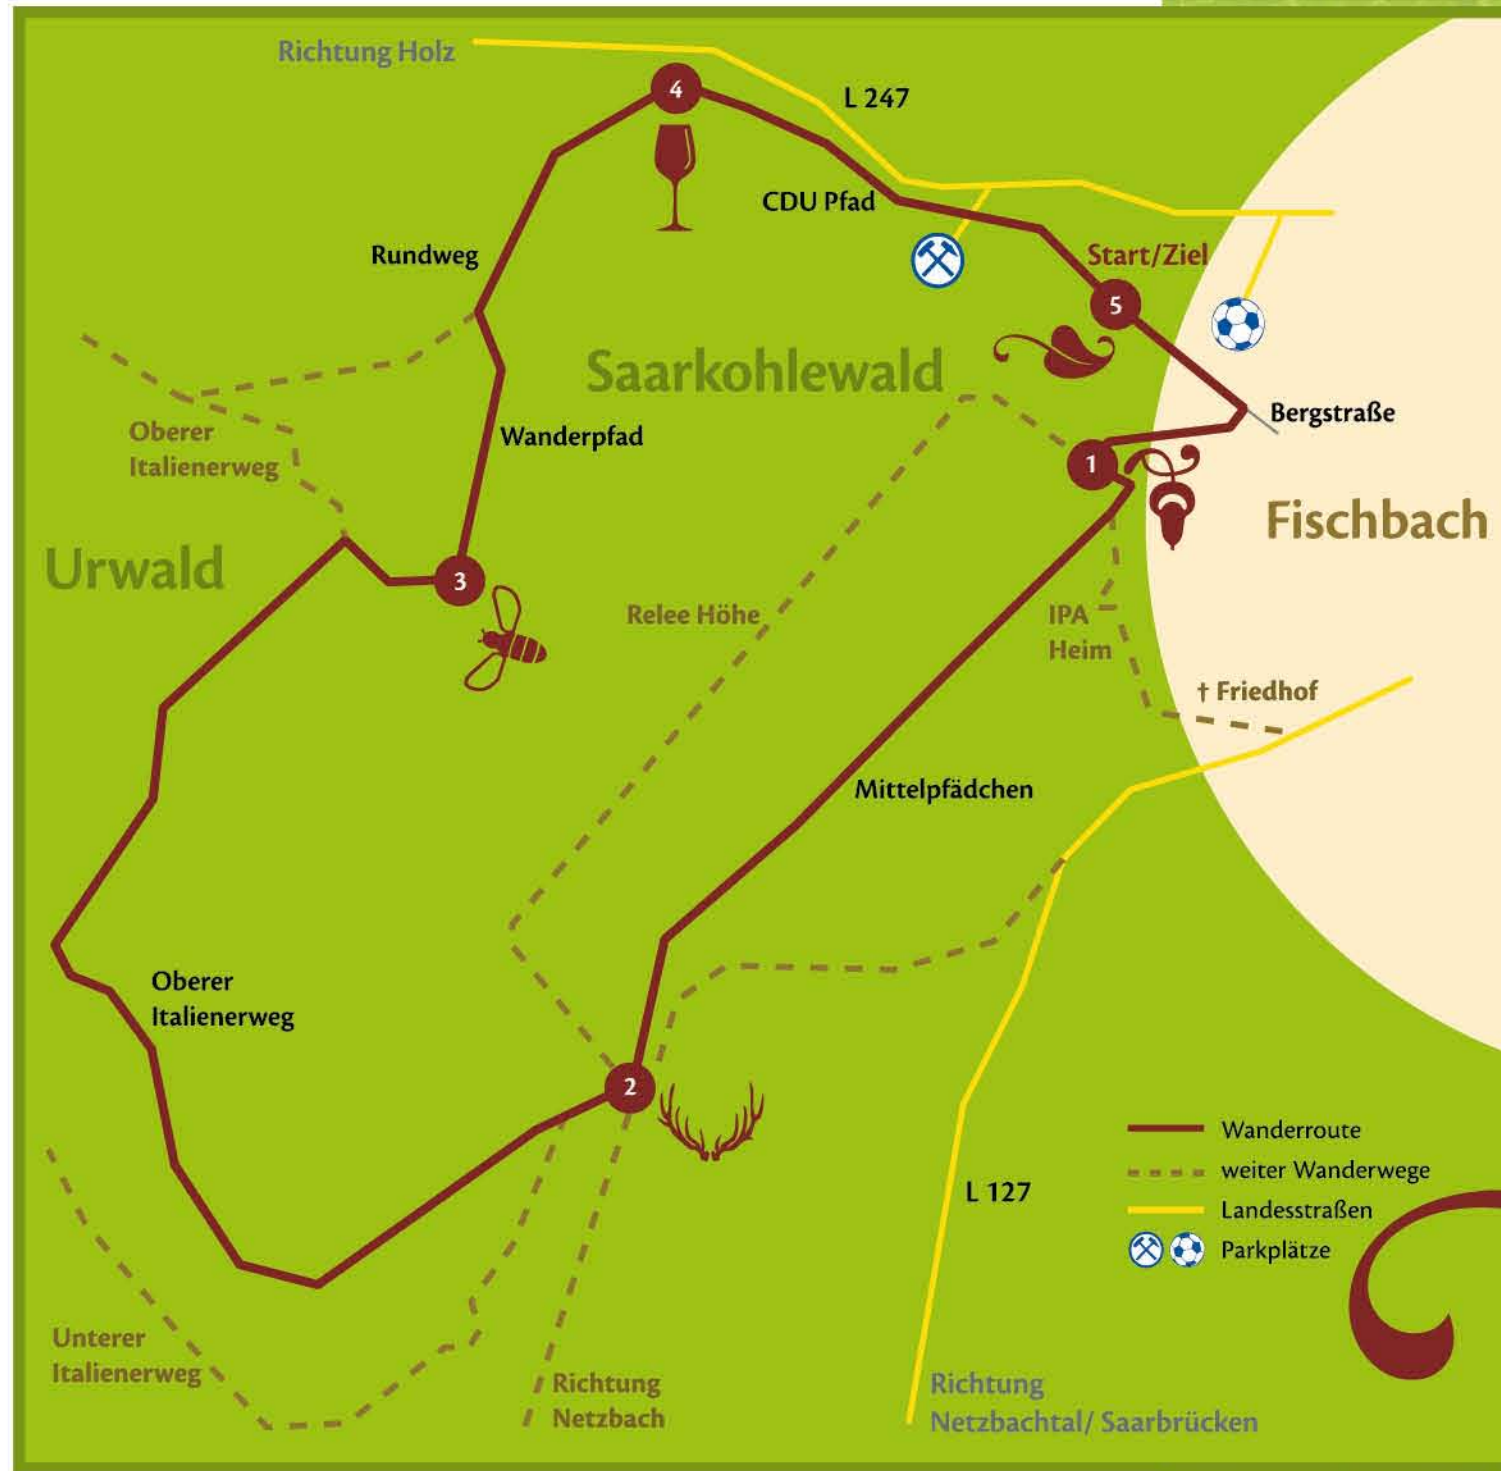 Richtung Holz
4
L 247
CDU Pfad
Rundweg
Start/Ziel
5
Saarkohlewald
Bergstraße
Oberer
Italienerweg
Wanderpfad
1
Fischbach
Urwald
3
Relee Höhe
IPA
Heim
† Friedhof
Mittelpfädchen
Oberer
Italienerweg
2
L 127
Wanderroute
weiter Wanderwege
Landesstraßen
Parkplätze
Unterer
Italienerweg
Richtung
Netzbach
Richtung
Netzbachtal/ Saarbrücken